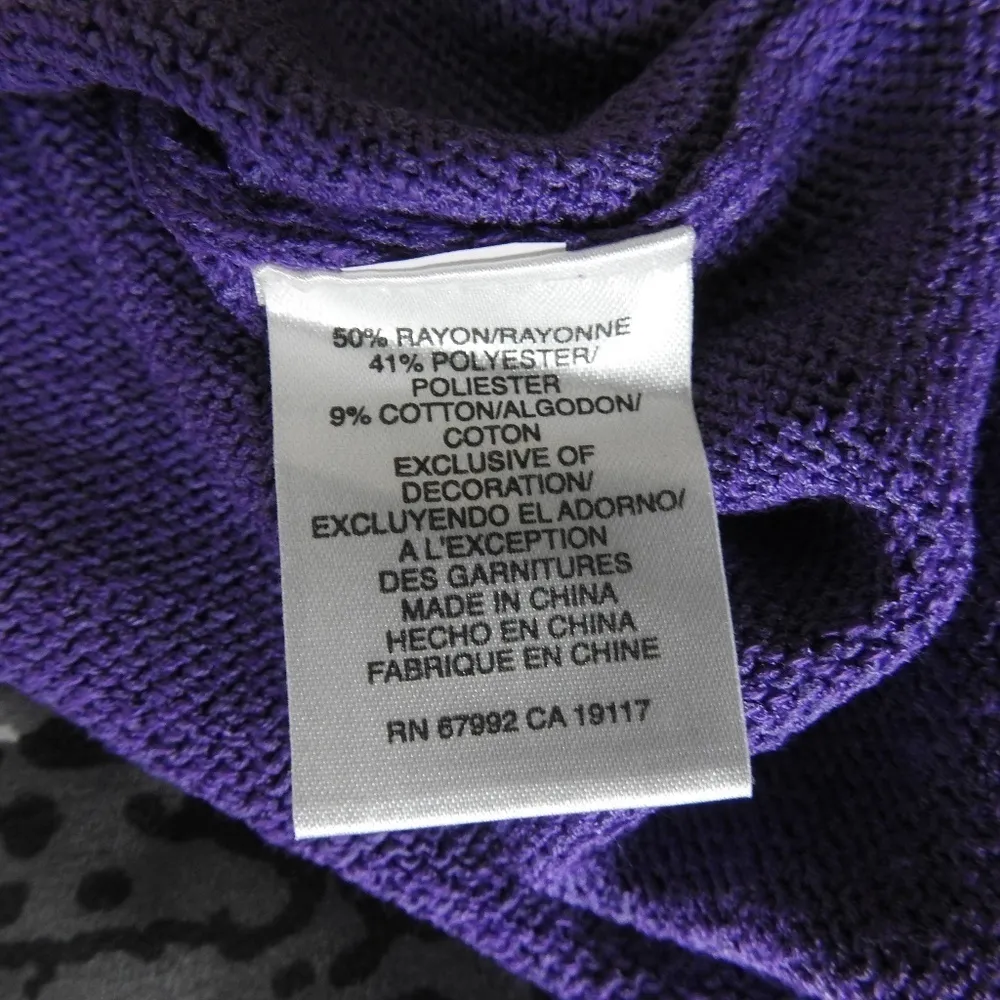 50% RAYON/RAYONNE
41% POLYESTER/
POLIESTER
9% COTTON/ALGODON/
COTON
EXCLUSIVE OF
DECORATION/
EXCLUYENDO EL ADORNO/
A L'EXCEPTION
DES GARNITURES
MADE IN CHINA
HECHO EN CHINA
FABRIQUE EN CHINE
RN 67992 CA 19117